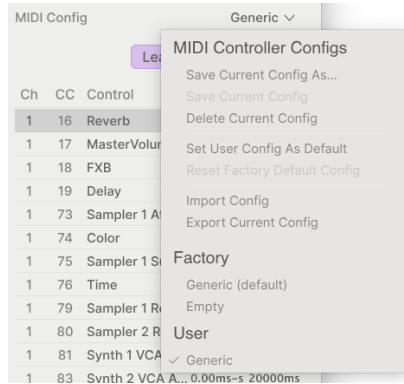 MIDI Config
Generic
MIDI Controller Configs
Save Current Config As...
Save Current Config
Delete Current Config
Set User Config As Default
Reset Factory Default Config
Import Config
Export Current Config
Factory
Generic (default)
Empty
User
✓ Generic
Ch CC Control
1 16 Reverb
1 17
1 18 FXB
1 19 Delay
1 73 Sampler 1
1 74 Color
1 75 Sampler 1
1 76 Time
1 79 Sampler 1
1 80 Sampler 2
1 81 Synth 1 VCA
1 83 Synth 2 VCA A... 0.00ms-s 20000ms